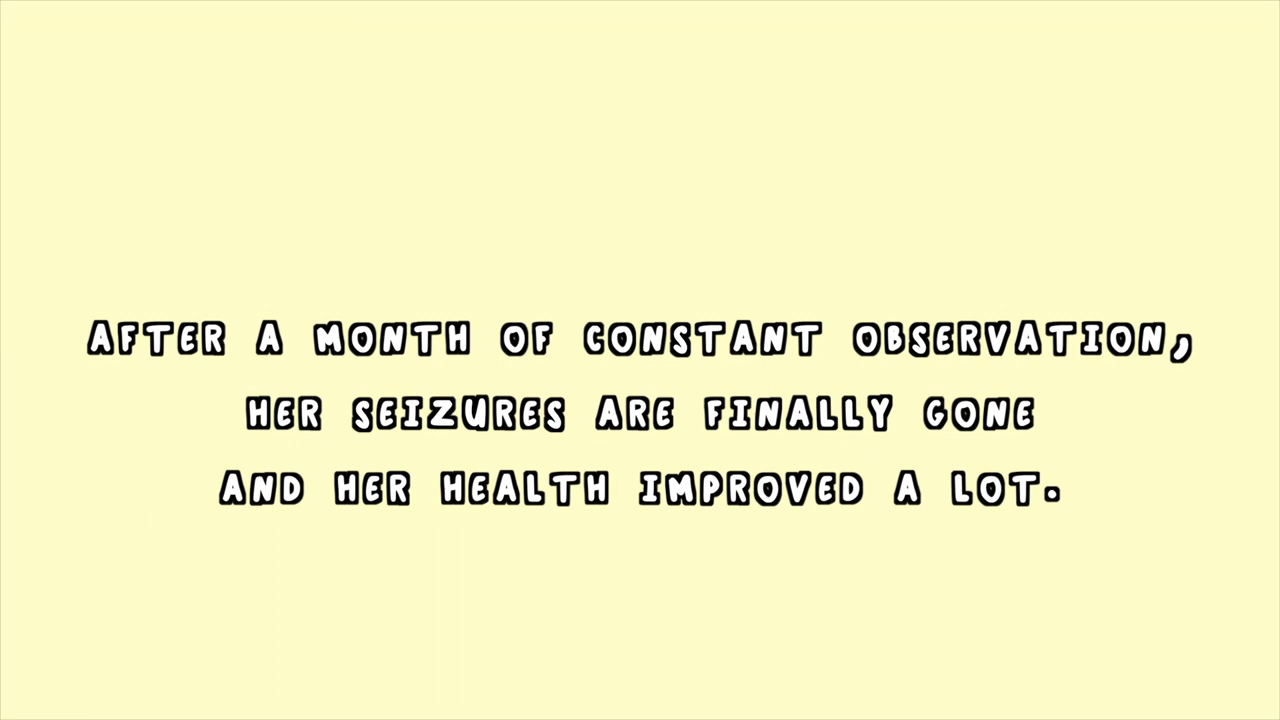 AFTER A MONTH OF CONSTANT OBSERVATION,
HER SEIZURES ARE FINALLY GONE
AND HER HEALTH IMPROVED A LOT.